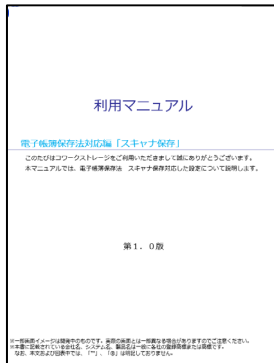 利用マニュアル
電子帳簿保存法対応編「スキャナ保存」
このたびはコワークストレージをご利用いただきまして誠にありがとうございます。
本マニュアルでは、電子帳簿保存法　スキャナ保存対応した設定について説明します。
第1．0版
※一部画面イメージは開発中のものです。実際の画面とは一部異なる場合がありますのでご注意ください。
※本書に記載されている会社名、システム名、製品名は一般に各社の登録商標または商標です。
なお、本文および図表中では、「™」、「®」は明記しておりません。